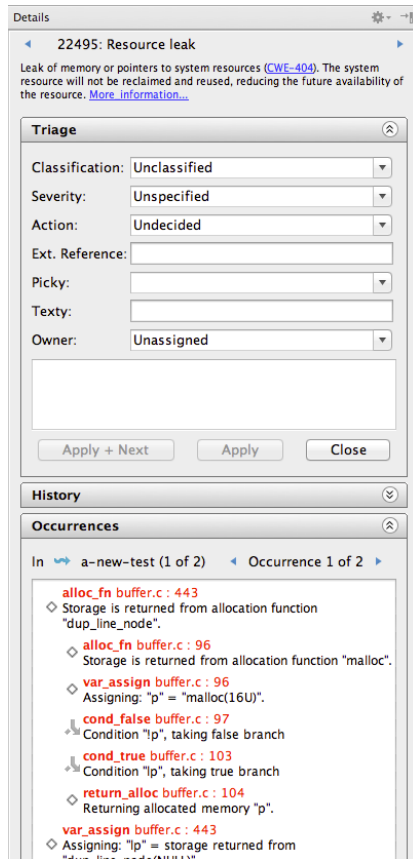 Details
22495: Resource leak
Leak of memory or pointers to system resources (CWE-404). The system
resource will not be reclaimed and reused, reducing the future availability of
the resource. More information...
Triage
Classification: Unclassified
Severity: Unspecified
Action: Undecided
Ext. Reference:
Picky:
Texty:
Owner: Unassigned
Apply + Next Apply Close
History
Occurrences
In a-new-test (1 of 2) Occurrence 1 of 2
alloc_fn buffer.c : 443
Storage is returned from allocation function
"dup_line_node".
alloc_fn buffer.c : 96
Storage is returned from allocation function "malloc".
var_assign buffer.c : 96
Assigning: "p" = "malloc(16U)".
cond_false buffer.c : 97
Condition "!p", taking false branch
cond_true buffer.c : 103
Condition "lp", taking true branch
return_alloc buffer.c : 104
Returning allocated memory "p".
var_assign buffer.c : 443
Assigning: "lp" = storage returned from
"dup_line_node(NULL)"